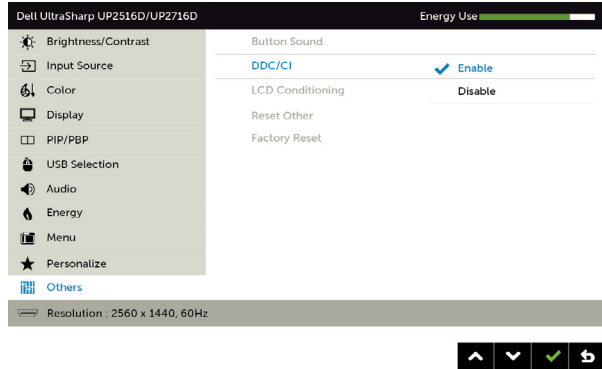 Dell UltraSharp UP2516D/UP2716D Energy Use
Brightness/Contrast Button Sound
Input Source DDC/CI Enable
Color LCD Conditioning Disable
Display Reset Other
PIP/PBP Factory Reset
USB Selection
Audio
Energy
Menu
Personalize
Others
Resolution : 2560 x 1440, 60Hz